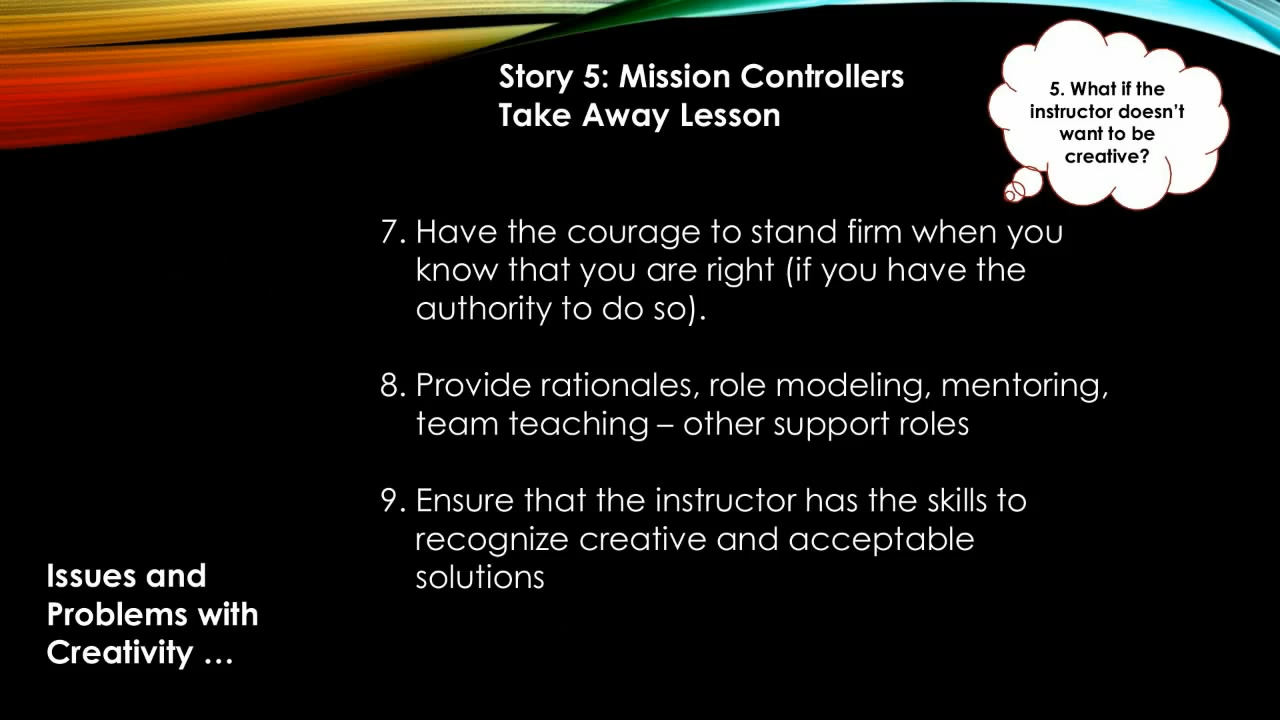 Story 5: Mission Controllers
Take Away Lesson
5. What if the
instructor doesn't
want to be
creative?
7. Have the courage to stand firm when you
know that you are right (if you have the
authority to do so).
8. Provide rationales, role modeling, mentoring,
team teaching – other support roles
9. Ensure that the instructor has the skills to
recognize creative and acceptable
solutions
Issues and
Problems with
Creativity …